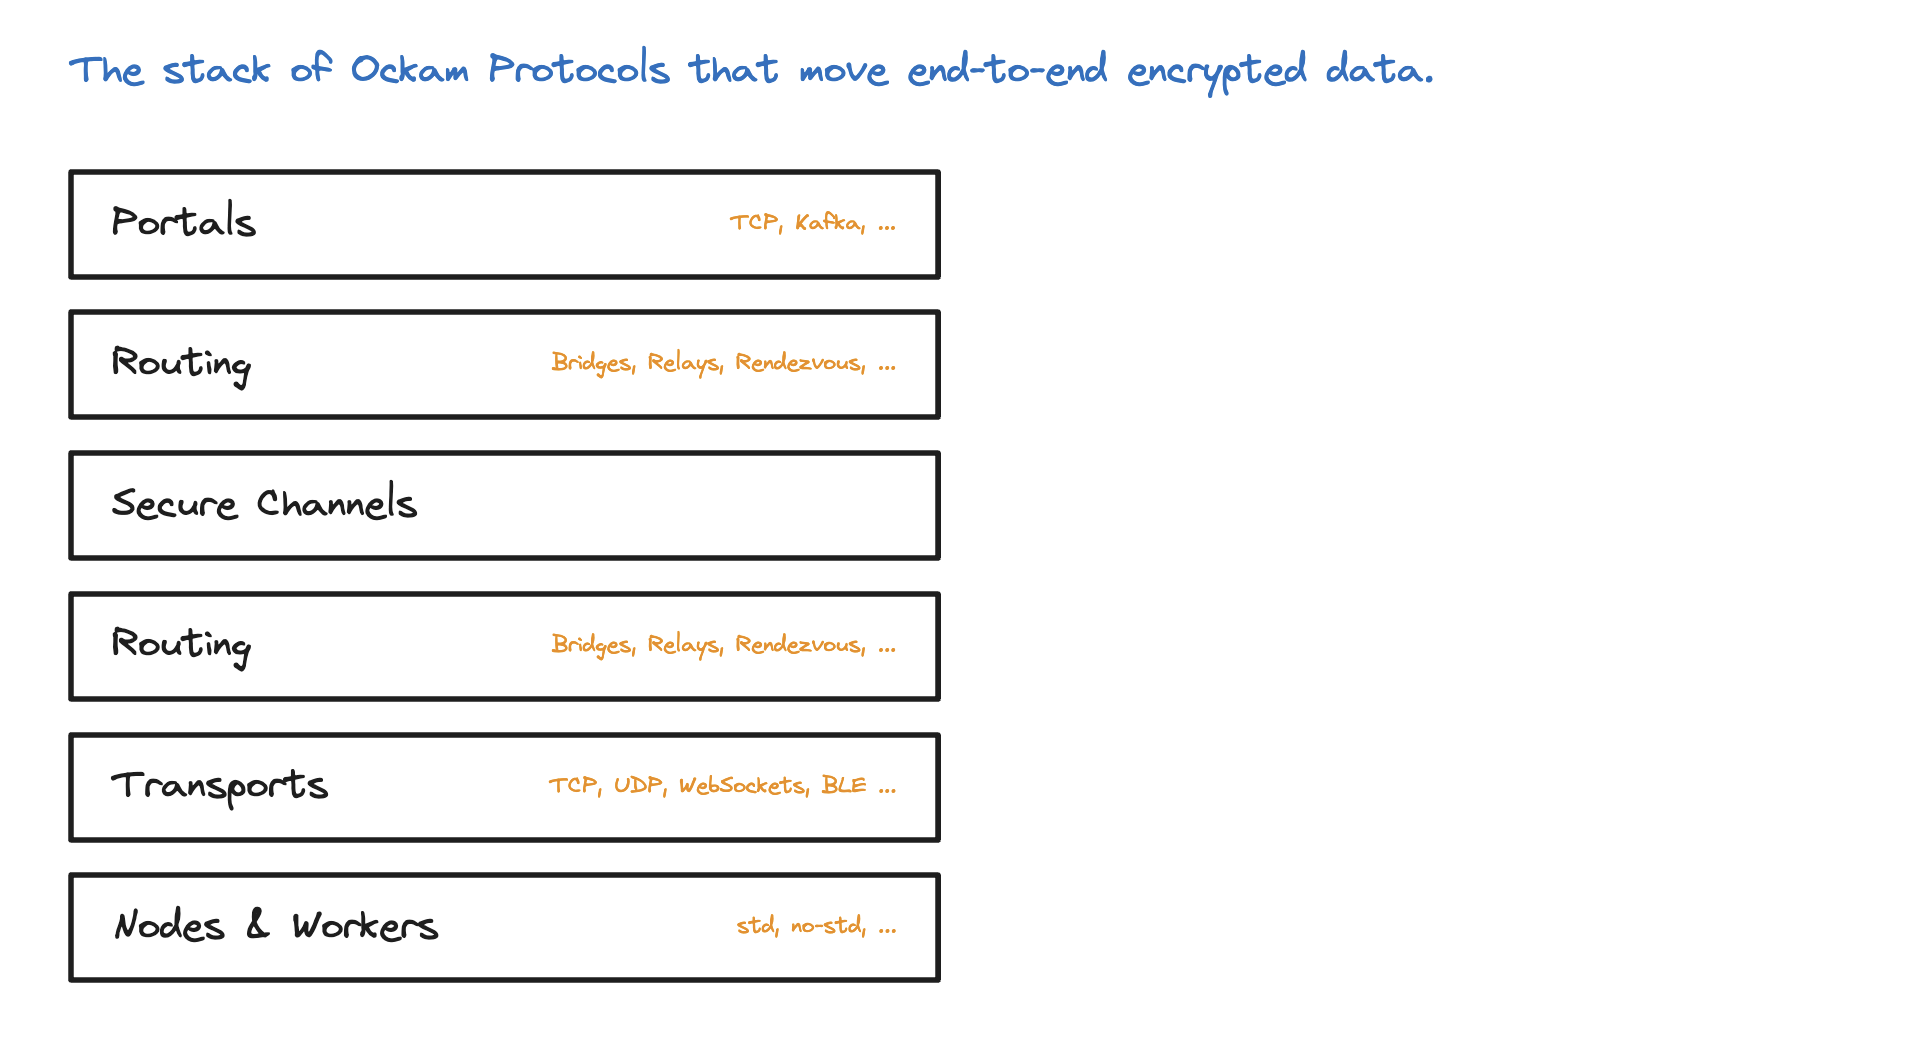 The stack of Ockam Protocols that move end-to-end encrypted data.
Portals TCP, Kafka, ...
Routing Bridges, Relays, Rendezvous, ...
Secure Channels
Routing Bridges, Relays, Rendezvous, ...
Transports TCP, UDP, WebSockets, BLE ...
Nodes & Workers std, no-std, ...